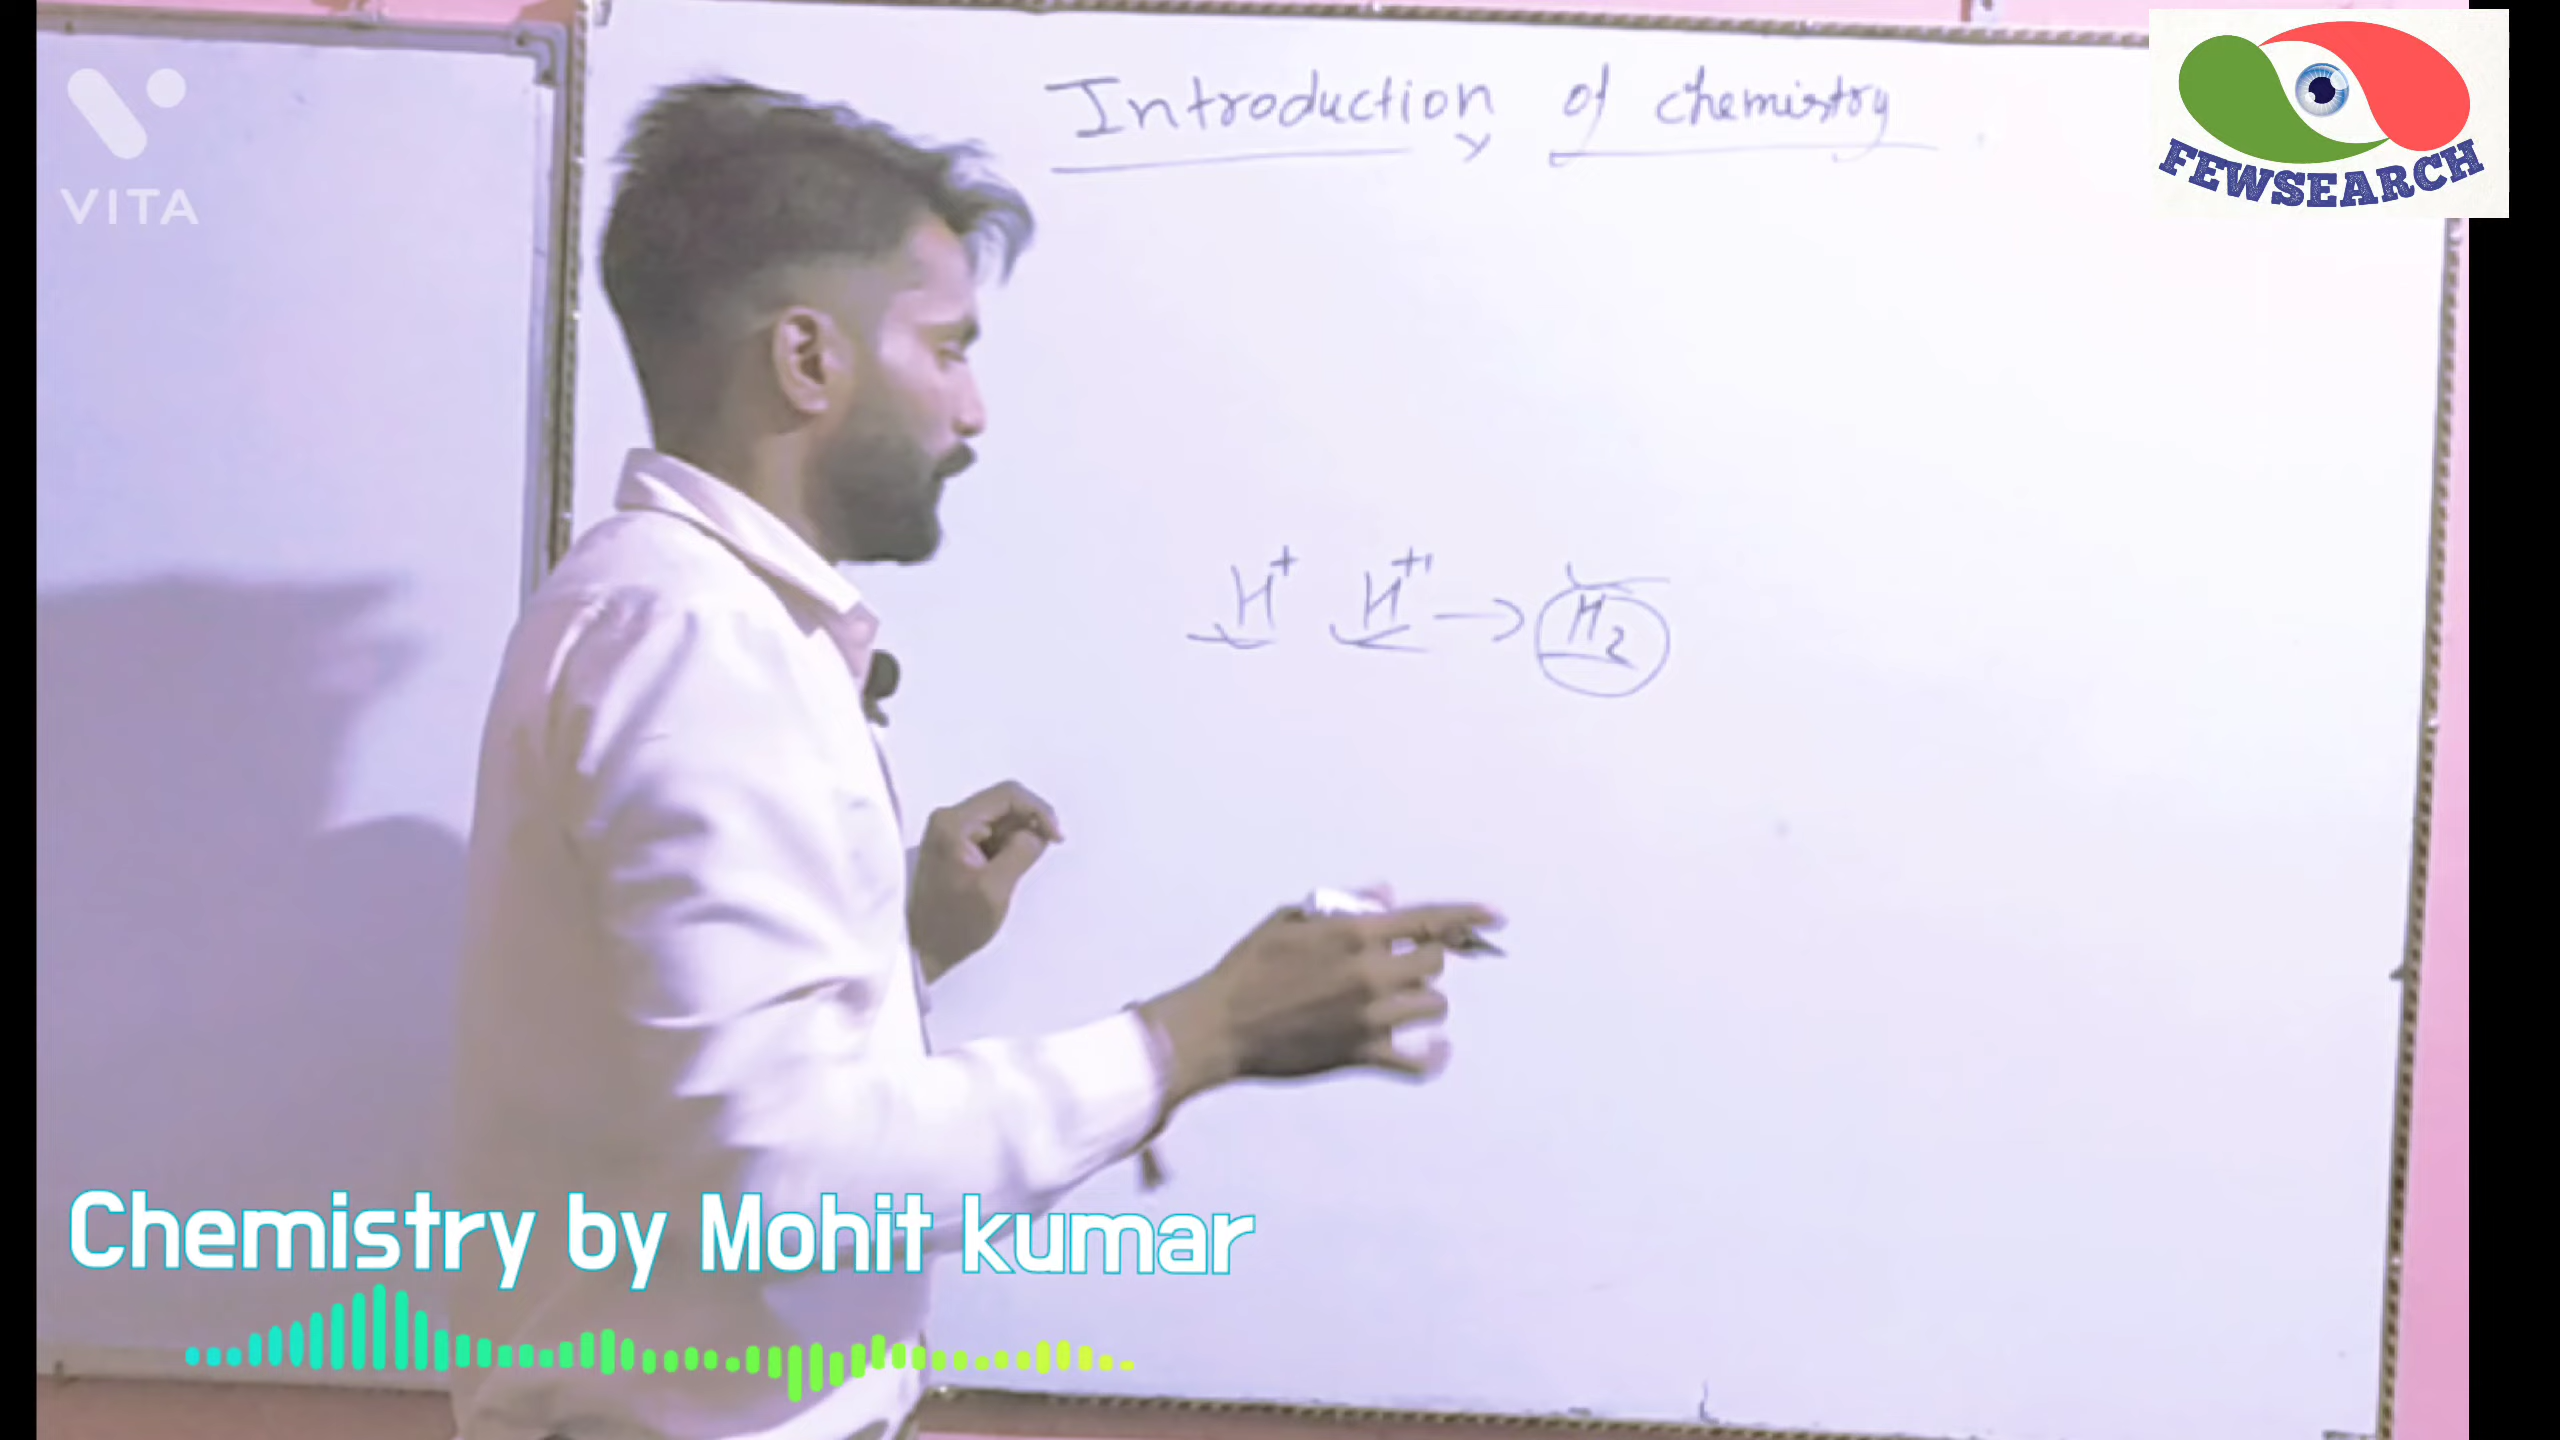 Introduction of chemistry
VITA
FEWSEARCH
H⁺ H⁺¹ → H₂
Chemistry by Mohit kumar